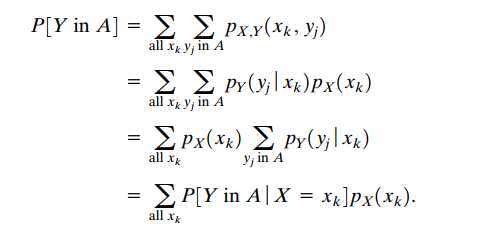 P[Y in A] = ∑_{all x_k} ∑_{y_j in A} p_{X,Y}(x_k, y_j)
= ∑_{all x_k} ∑_{y_j in A} p_Y(y_j | x_k)p_X(x_k)
= ∑_{all x_k} p_X(x_k) ∑_{y_j in A} p_Y(y_j | x_k)
= ∑_{all x_k} P[Y in A | X = x_k]p_X(x_k).